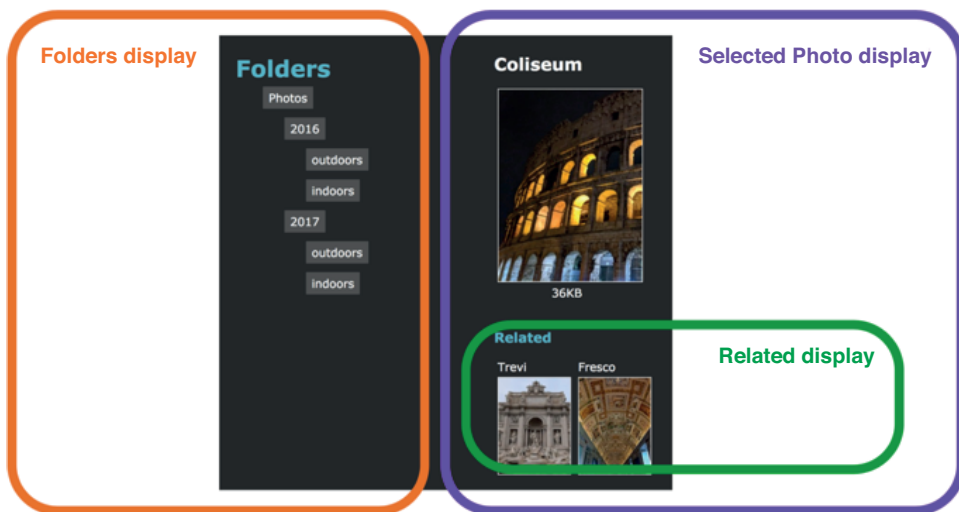 Folders display
Folders
Photos
2016
outdoors
indoors
2017
outdoors
indoors
Selected Photo display
Coliseum
36KB
Related display
Related
Trevi
Fresco